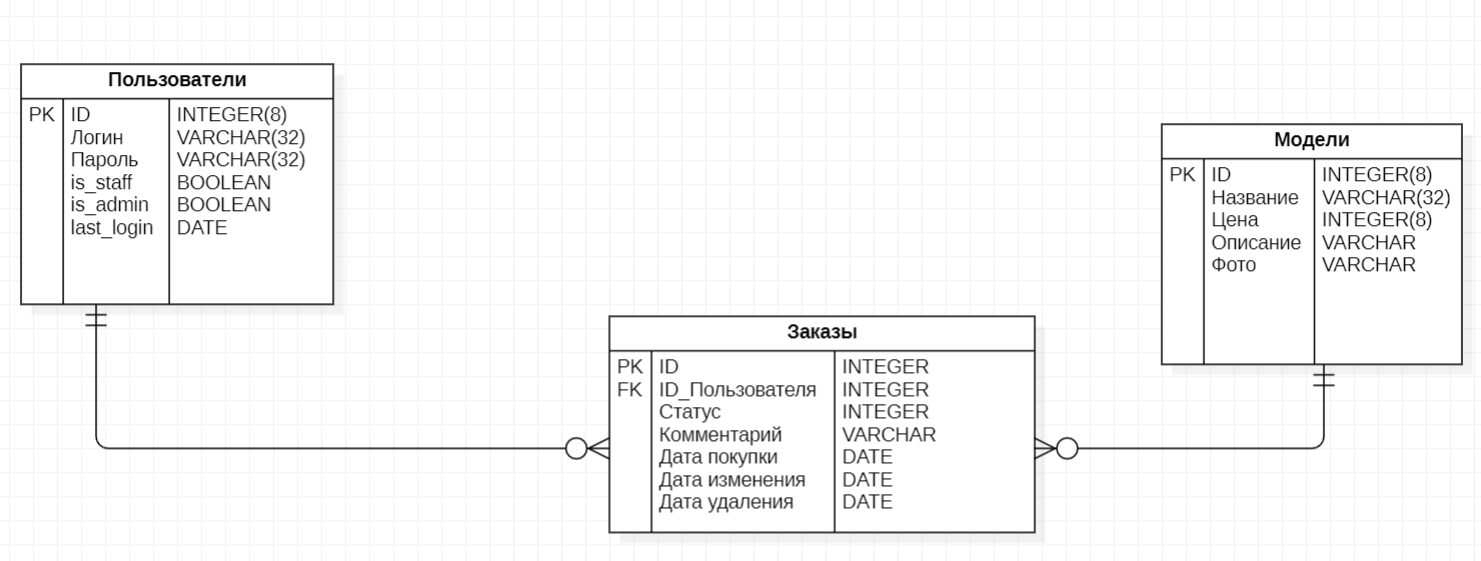 Пользователи
PK ID INTEGER(8)
Логин VARCHAR(32)
Пароль VARCHAR(32)
is_staff BOOLEAN
is_admin BOOLEAN
last_login DATE
Модели
PK ID INTEGER(8)
Название VARCHAR(32)
Цена INTEGER(8)
Описание VARCHAR
Фото VARCHAR
Заказы
PK ID INTEGER
FK ID_Пользователя INTEGER
Статус INTEGER
Комментарий VARCHAR
Дата покупки DATE
Дата изменения DATE
Дата удаления DATE